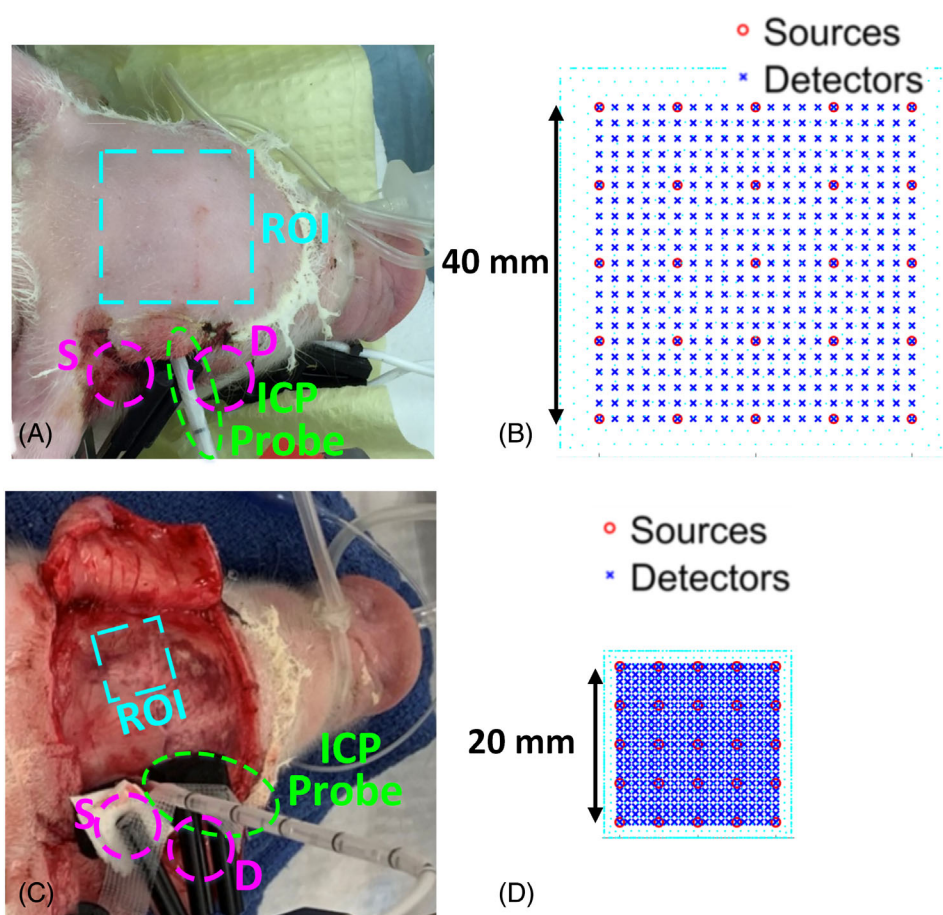 Sources
Detectors
ROI
S
D
ICP
Probe
(A)
40 mm
(B)
Sources
Detectors
ROI
ICP
Probe
S
D
(C)
20 mm
(D)